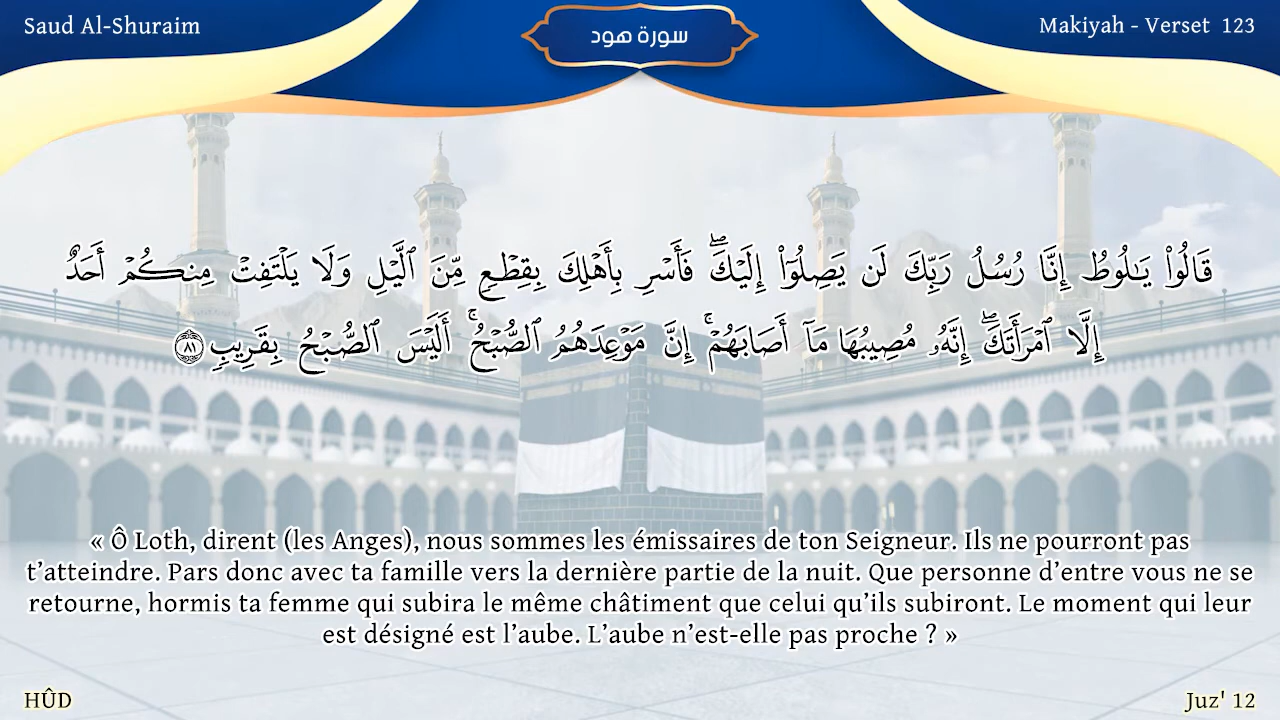 Saud Al-Shuraim
سورة هود
Makiyah - Verset 123
قَالُوا۟ يَـٰلُوطُ إِنَّا رُسُلُ رَبِّكَ لَن يَصِلُوٓا۟ إِلَيْكَ ۖ فَأَسْرِ بِأَهْلِكَ بِقِطْعٍ مِّنَ ٱلَّيْلِ وَلَا يَلْتَفِتْ مِنكُمْ أَحَدٌ
إِلَّا ٱمْرَأَتَكَ ۖ إِنَّهُۥ مُصِيبُهَا مَآ أَصَابَهُمْ ۚ إِنَّ مَوْعِدَهُمُ ٱلصُّبْحُ ۚ أَلَيْسَ ٱلصُّبْحُ بِقَرِيبٍ ٨١
« Ô Loth, dirent (les Anges), nous sommes les émissaires de ton Seigneur. Ils ne pourront pas
t’atteindre. Pars donc avec ta famille vers la dernière partie de la nuit. Que personne d’entre vous ne se
retourne, hormis ta femme qui subira le même châtiment que celui qu’ils subiront. Le moment qui leur
est désigné est l’aube. L’aube n’est-elle pas proche ? »
HÛD
Juz' 12